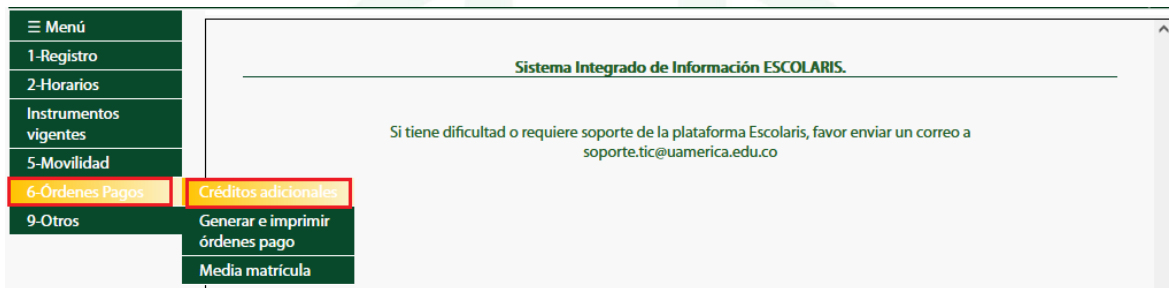 ☰ Menú
1-Registro
2-Horarios
Instrumentos
vigentes
5-Movilidad
6-Órdenes Pagos
9-Otros
Créditos adicionales
Generar e imprimir
órdenes pago
Media matrícula
Sistema Integrado de Información ESCOLARIS.
Si tiene dificultad o requiere soporte de la plataforma Escolaris, favor enviar un correo a
soporte.tic@uamerica.edu.co